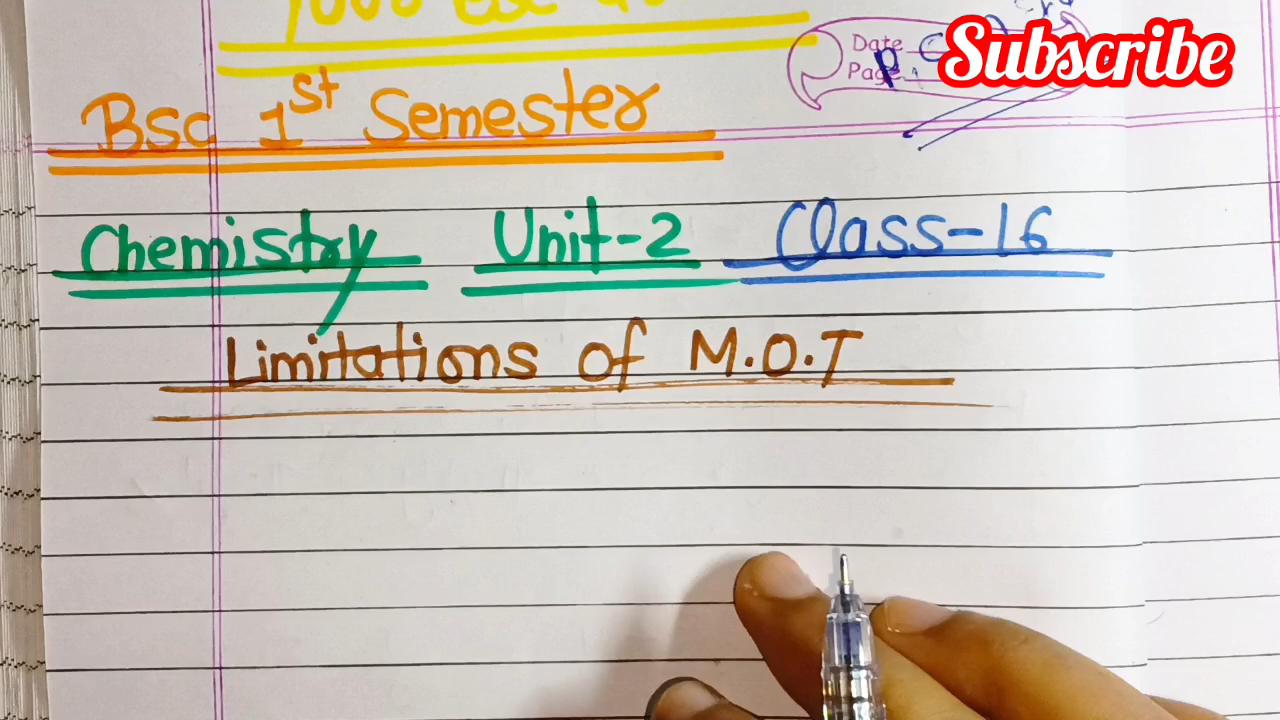 Subscribe
Date
Page
Bsc 1st Semester
Chemistry Unit-2 Class-16
Limitations of M.O.T